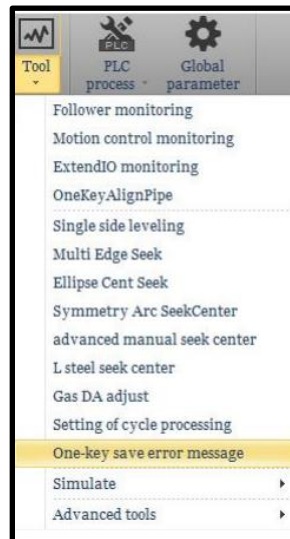 PLC
Tool
PLC
process
Global
parameter
Follower monitoring
Motion control monitoring
ExtendIO monitoring
OneKeyAlignPipe
Single side leveling
Multi Edge Seek
Ellipse Cent Seek
Symmetry Arc SeekCenter
advanced manual seek center
L steel seek center
Gas DA adjust
Setting of cycle processing
One-key save error message
Simulate
Advanced tools